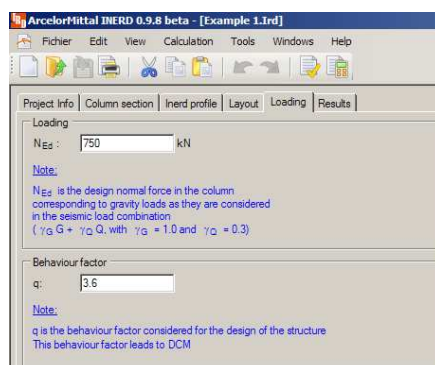 ArcelorMittal INERD 0.9.8 beta - [Example 1.Ird]
Fichier Edit View Calculation Tools Windows Help
Project Info Column section Inerd profile Layout Loading Results
Loading
NEd : 750 kN
Note:
NEd is the design normal force in the column
corresponding to gravity loads as they are considered
in the seismic load combination
( γG G + γQ Q, with γG = 1.0 and γQ = 0.3)
Behaviour factor
q: 3.6
Note:
q is the behaviour factor considered for the design of the structure
This behaviour factor leads to DCM